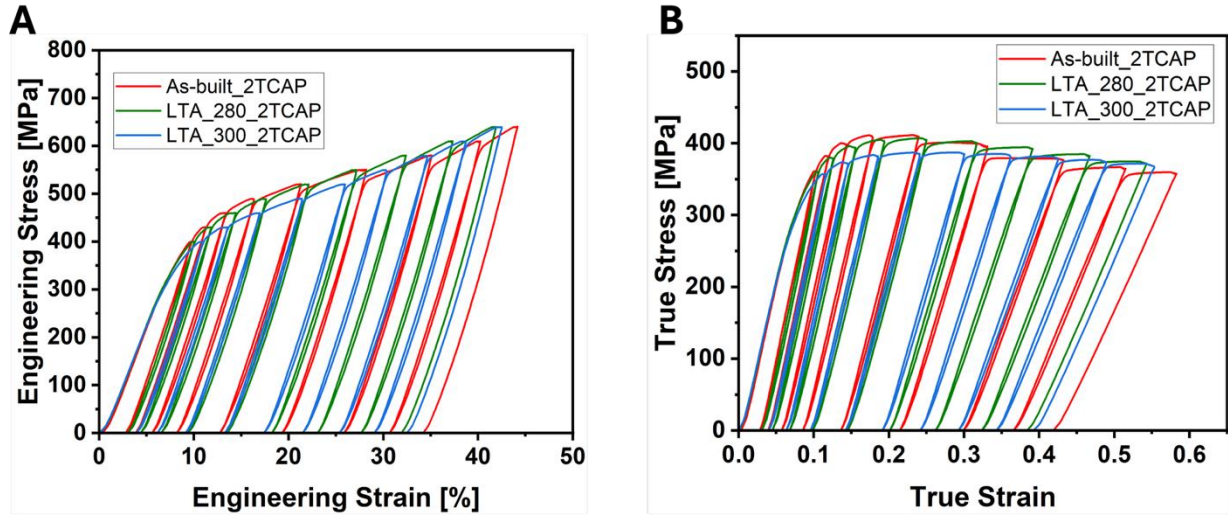 A
Engineering Stress [MPa]
800
700
600
500
400
300
200
100
0
As-built_2TCAP
LTA_280_2TCAP
LTA_300_2TCAP
0 10 20 30 40 50
Engineering Strain [%]
B
True Stress [MPa]
500
400
300
200
100
0
As-built_2TCAP
LTA_280_2TCAP
LTA_300_2TCAP
0.0 0.1 0.2 0.3 0.4 0.5 0.6
True Strain